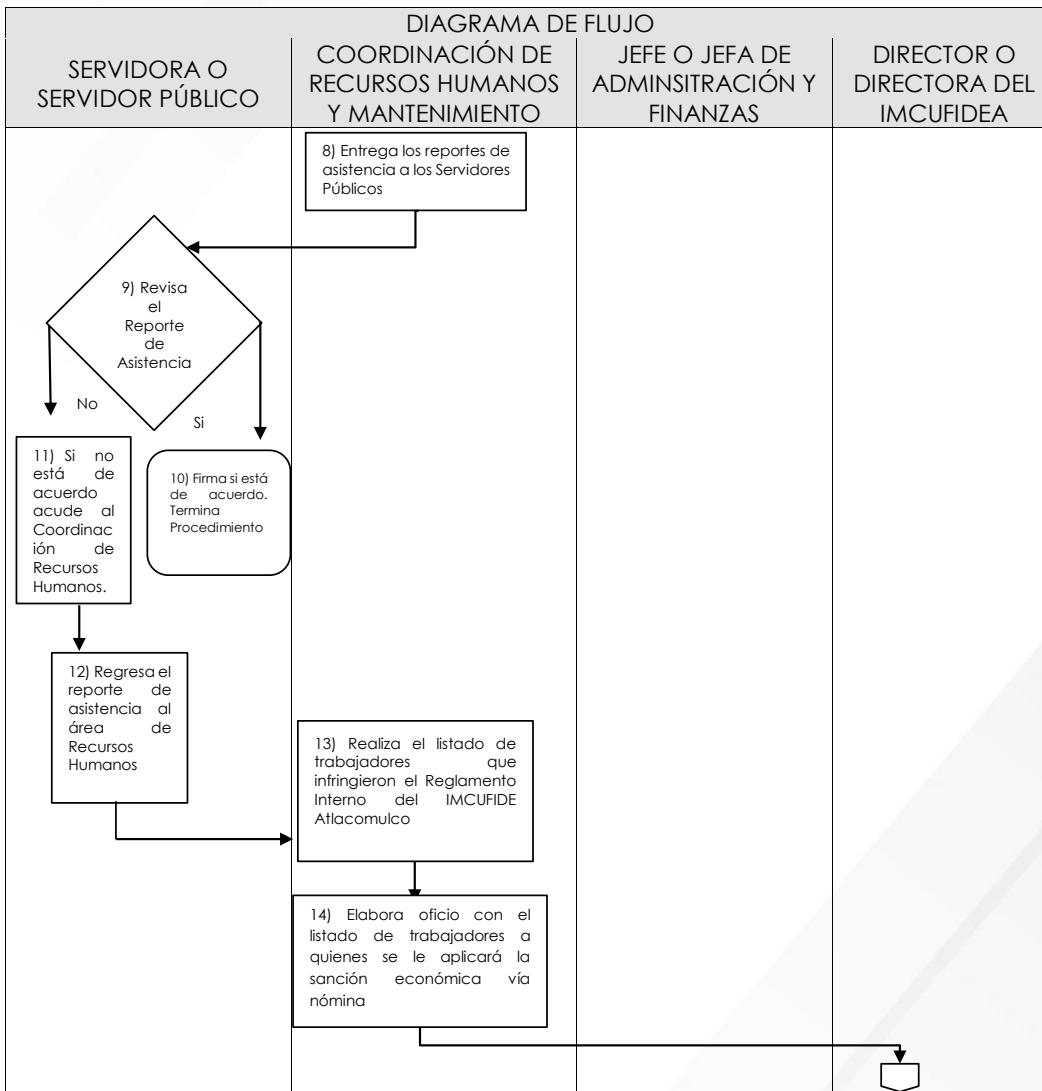 DIAGRAMA DE FLUJO
SERVIDORA O
SERVIDOR PÚBLICO
COORDINACIÓN DE
RECURSOS HUMANOS
Y MANTENIMIENTO
JEFE O JEFA DE
ADMINSITRACIÓN Y
FINANZAS
DIRECTOR O
DIRECTORA DEL
IMCUFIDEA
8) Entrega los reportes de
asistencia a los Servidores
Públicos
9) Revisa
el
Reporte
de
Asistencia
No
Si
11) Si no
está de
acuerdo
acude al
Coordinac
ión de
Recursos
Humanos.
10) Firma si está
de acuerdo.
Termina
Procedimiento
12) Regresa el
reporte de
asistencia al
área de
Recursos
Humanos
13) Realiza el listado de
trabajadores que
infringieron el Reglamento
Interno del IMCUFIDE
Atlacomulco
14) Elabora oficio con el
listado de trabajadores a
quienes se le aplicará la
sanción económica vía
nómina